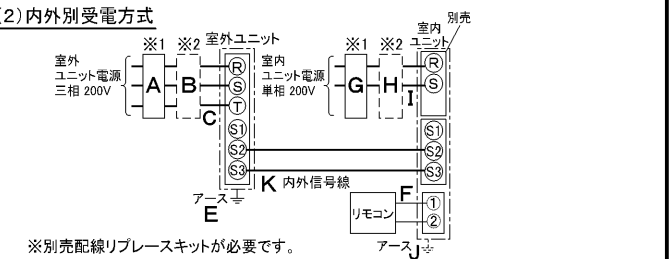 (2)内外別受電方式
※1 ※2 室外ユニット
室外
ユニット電源
三相 200V
A B
C
R
S
T
S1
S2
S3
アース
E
※1 ※2
室内
ユニット電源
単相 200V
G H
I
室内
ユニット
別売
R
S
S1
S2
S3
K 内外信号線
F
リモコン
1
2
アース
J
※別売配線リプレースキットが必要です。